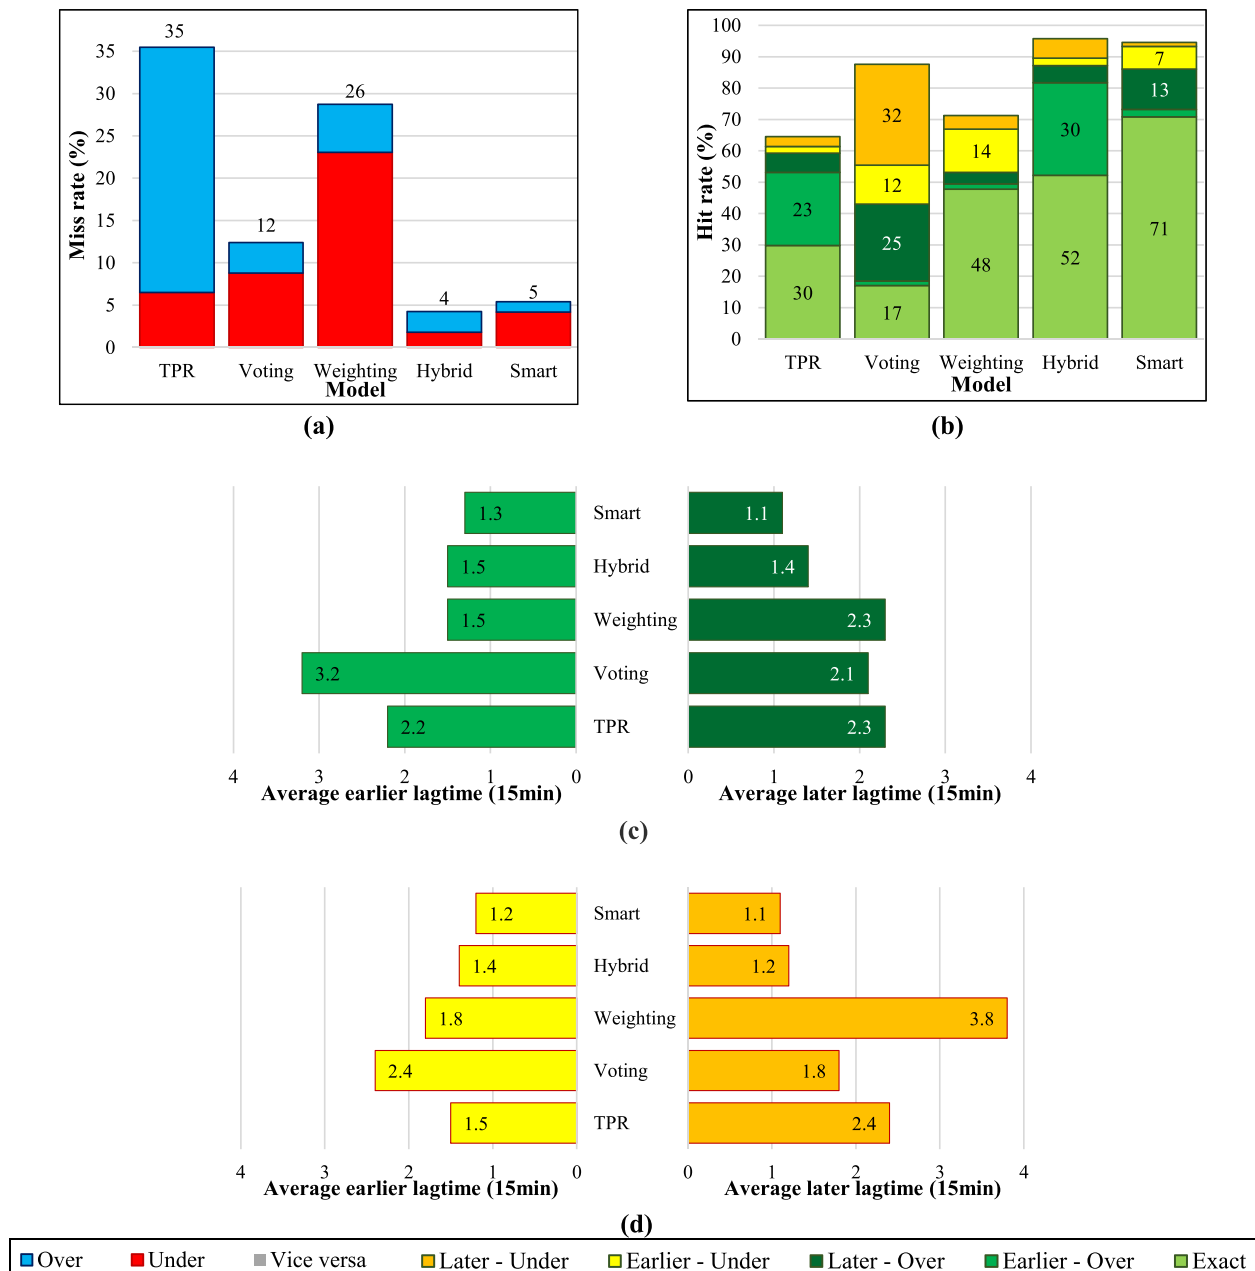 35
35
30
25
20
15
10
5
0
Miss rate (%)
12
26
4
5
TPR
Voting
Weighting
Hybrid
Smart
Model
(a)
100
90
80
70
60
50
40
30
20
10
0
Hit rate (%)
23
30
32
12
25
17
14
48
30
52
7
13
71
TPR
Voting
Weighting
Hybrid
Smart
Model
(b)
1.3 Smart 1.1
1.5 Hybrid 1.4
1.5 Weighting 2.3
3.2 Voting 2.1
2.2 TPR 2.3
4 3 2 1 0 0 1 2 3 4
Average earlier lagtime (15min) Average later lagtime (15min)
(c)
1.2 Smart 1.1
1.4 Hybrid 1.2
1.8 Weighting 3.8
2.4 Voting 1.8
1.5 TPR 2.4
4 3 2 1 0 0 1 2 3 4
Average earlier lagtime (15min) Average later lagtime (15min)
(d)
Over Under Vice versa Later - Under Earlier - Under Later - Over Earlier - Over Exact